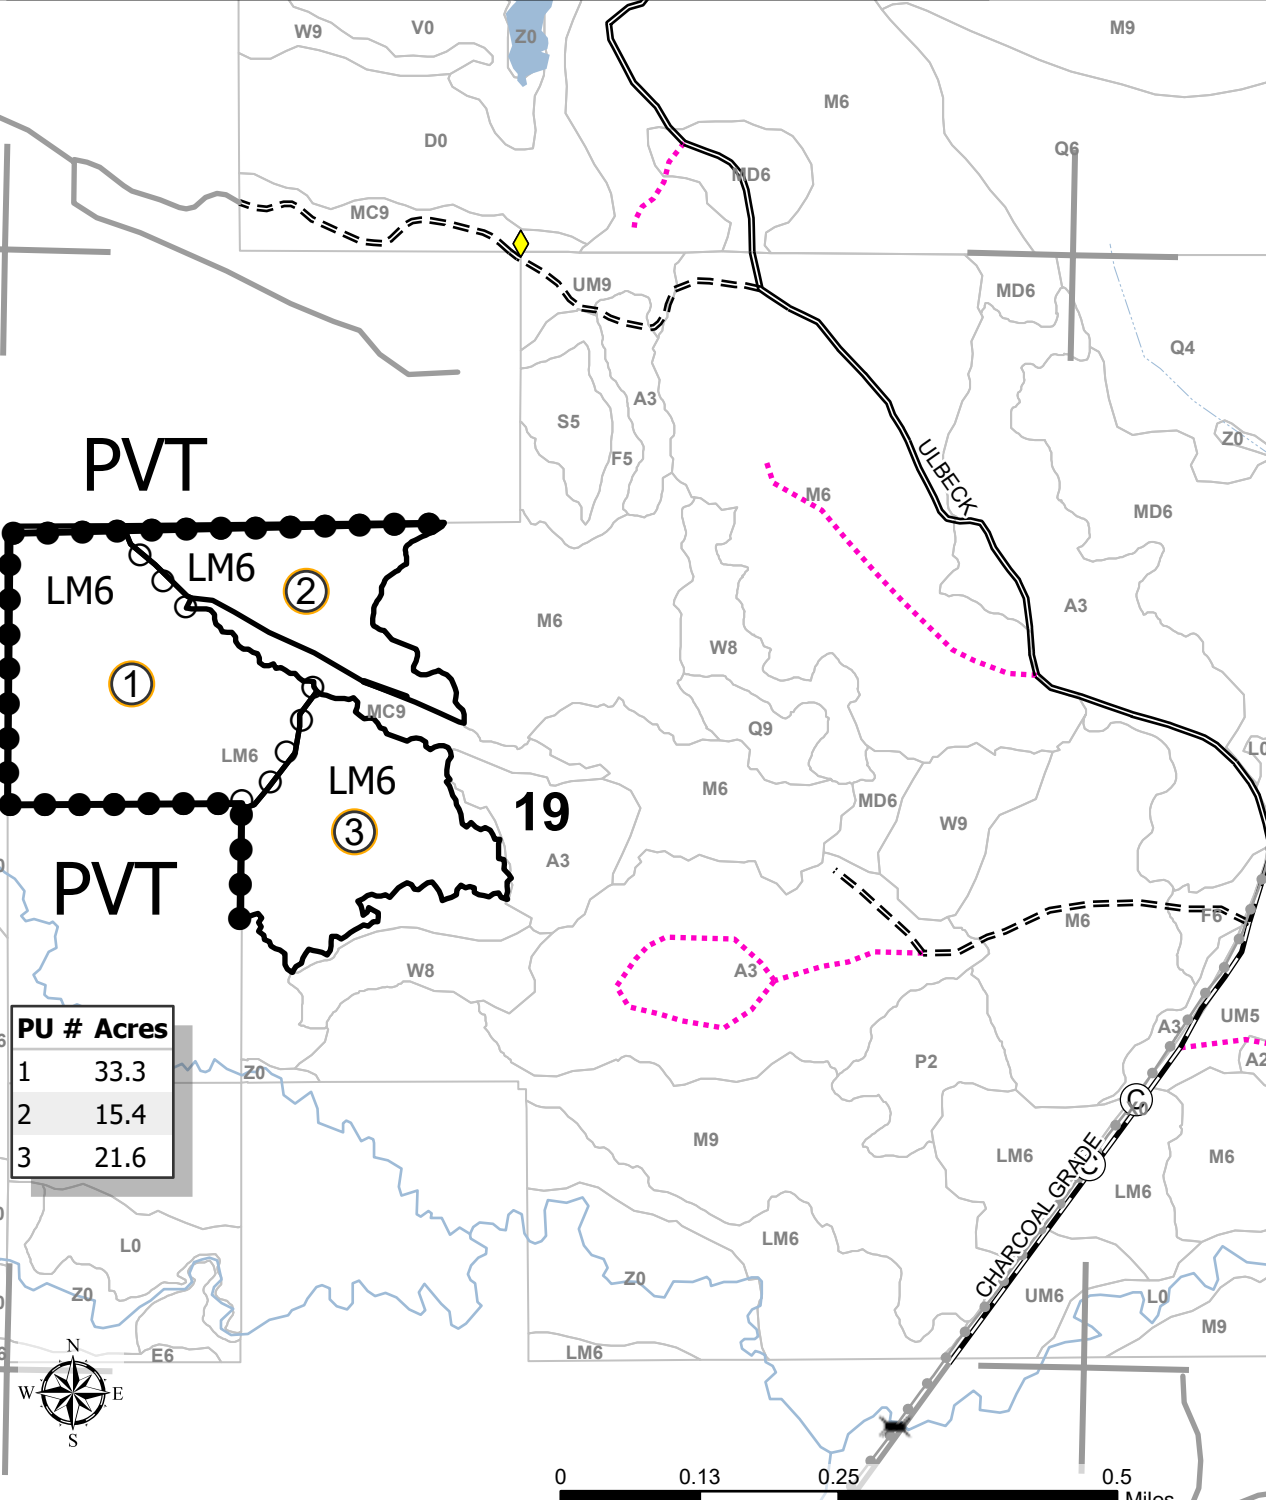 W9
V0
Z0
M9
M6
D0
Q6
MD6
MC9
UM9
MD6
Q4
A3
S5
Z0
F5
PVT
ULBECK
M6
MD6
LM6
LM6
2
A3
M6
W8
1
MC9
Q9
LM6
LM6
M6
MD6
19
W9
3
A3
PVT
F6
M6
W8
A3
UM5
A3
A2
P2
Z0
PU # Acres
1 33.3
2 15.4
3 21.6
C
X0
M9
LM6
M6
C
LM6
CHARCOAL GRADE
L0
LM6
Z0
Z0
UM6
L0
M9
LM6
E6
N
W E
S
0 0.13 0.25 0.5
Miles